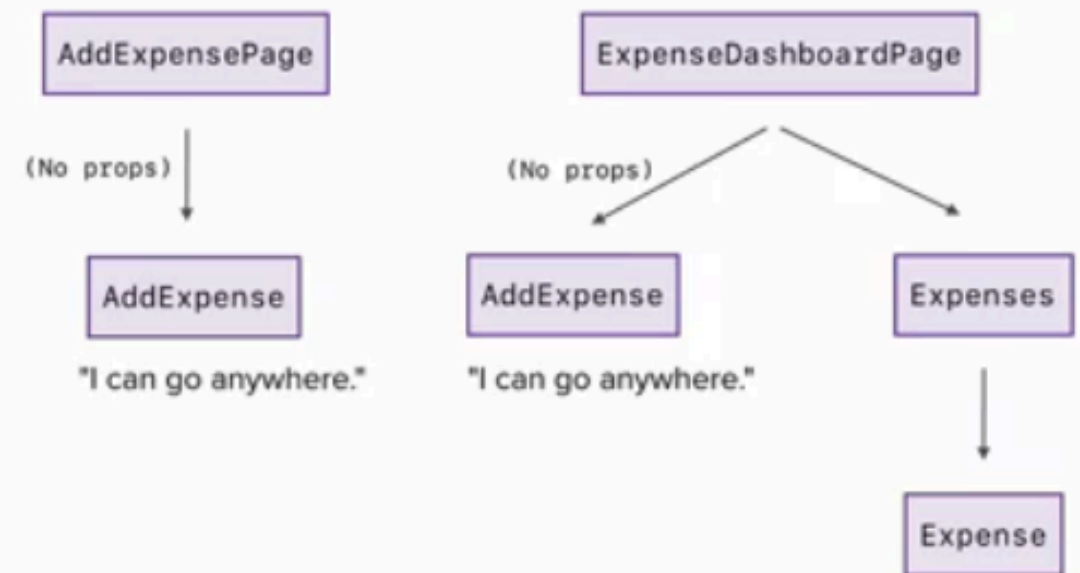 AddExpensePage
ExpenseDashboardPage
(No props)
(No props)
AddExpense
AddExpense
Expenses
"I can go anywhere."
"I can go anywhere."
Expense